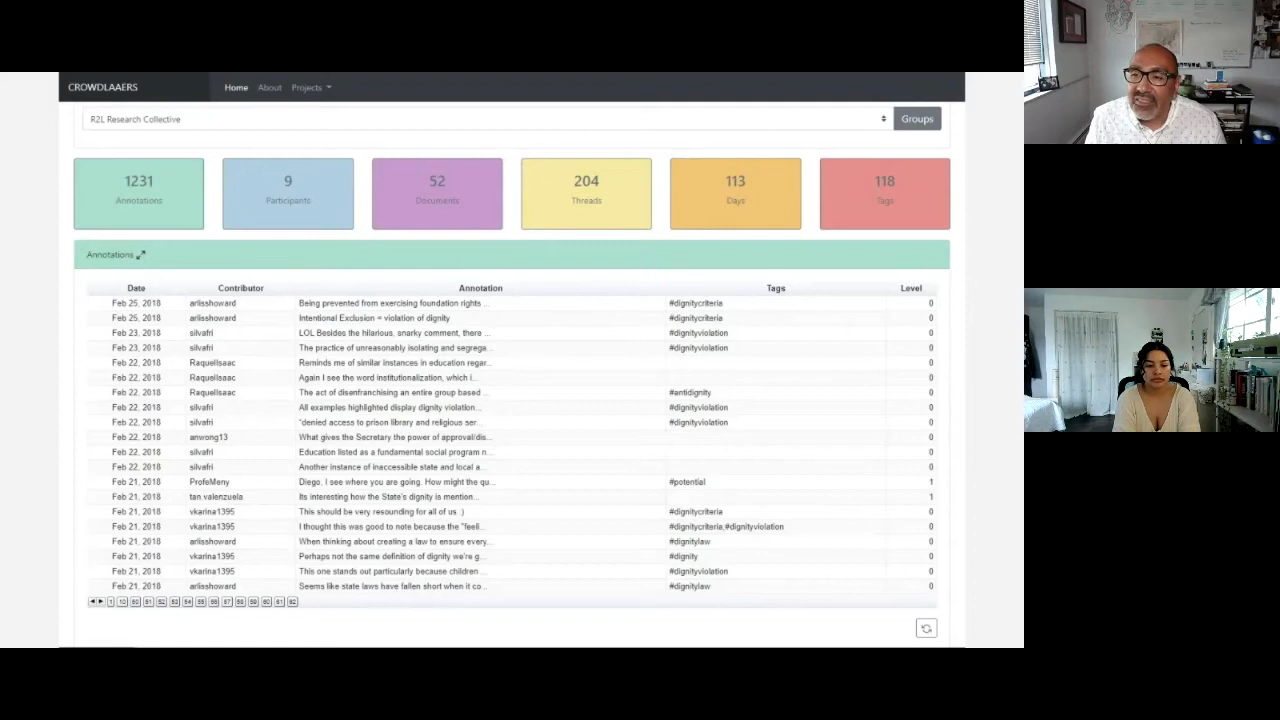 CROWDLAAERS Home About Projects
R2L Research Collective Groups
1231 9 52 204 113 118
Annotations Participants Documents Threads Days Tags
Annotations
Date Contributor Annotation Tags Level
Feb 25, 2018 arlisshoward Being prevented from exercising foundation rights ... #dignitycriteria 0
Feb 25, 2018 arlisshoward Intentional Exclusion = violation of dignity #dignitycriteria 0
Feb 23, 2018 silvafri LOL Besides the hilarious, snarky comment, there ... #dignityviolation 0
Feb 23, 2018 silvafri The practice of unreasonably isolating and segrega... #dignityviolation 0
Feb 22, 2018 RaquelIsaac Reminds me of similar instances in education regar... 0
Feb 22, 2018 RaquelIsaac Again I see the word institutionalization, which i... 0
Feb 22, 2018 RaquelIsaac The act of disenfranchising an entire group based ... #antidignity 0
Feb 22, 2018 silvafri All examples highlighted display dignity violation... #dignityviolation 0
Feb 22, 2018 silvafri "denied access to prison library and religious ser... #dignityviolation 0
Feb 22, 2018 anwong13 What gives the Secretary the power of approval/dis... 0
Feb 22, 2018 silvafri Education listed as a fundamental social program n... 0
Feb 22, 2018 silvafri Another instance of inaccessible state and local a... 0
Feb 21, 2018 ProfeMeny Diego, I see where you are going. How might the qu... #potential 1
Feb 21, 2018 tan.valenzuela Its interesting how the State's dignity is mention... 1
Feb 21, 2018 vkarina1395 This should be very resounding for all of us :) #dignitycriteria 0
Feb 21, 2018 vkarina1395 I thought this was good to note because the "feeli... #dignitycriteria,#dignityviolation 0
Feb 21, 2018 arlisshoward When thinking about creating a law to ensure every... #dignitylaw 0
Feb 21, 2018 vkarina1395 Perhaps not the same definition of dignity we're g... #dignity 0
Feb 21, 2018 vkarina1395 This one stands out particularly because children ... #dignityviolation 0
Feb 21, 2018 arlisshoward Seems like state laws have fallen short when it co... #dignitylaw 0
1 10 50 51 52 53 54 55 56 57 58 59 60 61 62